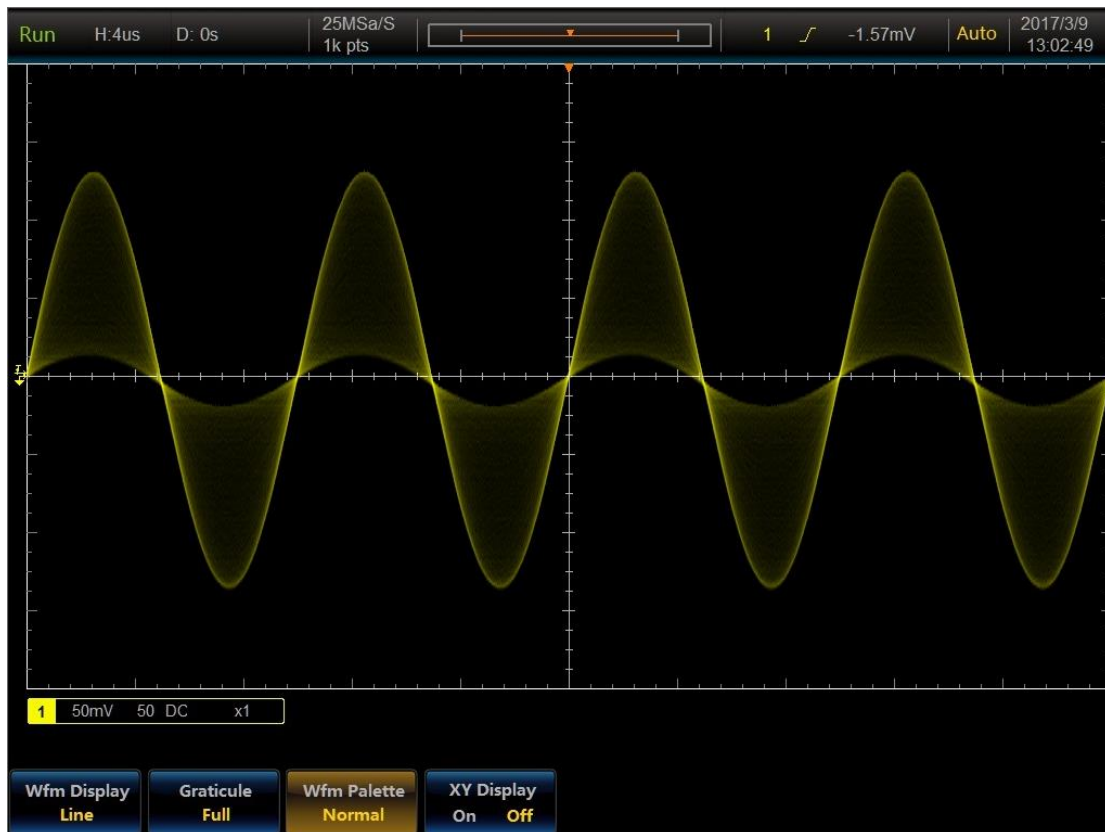 Run H:4us D: 0s 25MSa/S 1 -1.57mV Auto 2017/3/9
1k pts 13:02:49
1 50mV 50 DC x1
Wfm Display Graticule Wfm Palette XY Display
Line Full Normal On Off